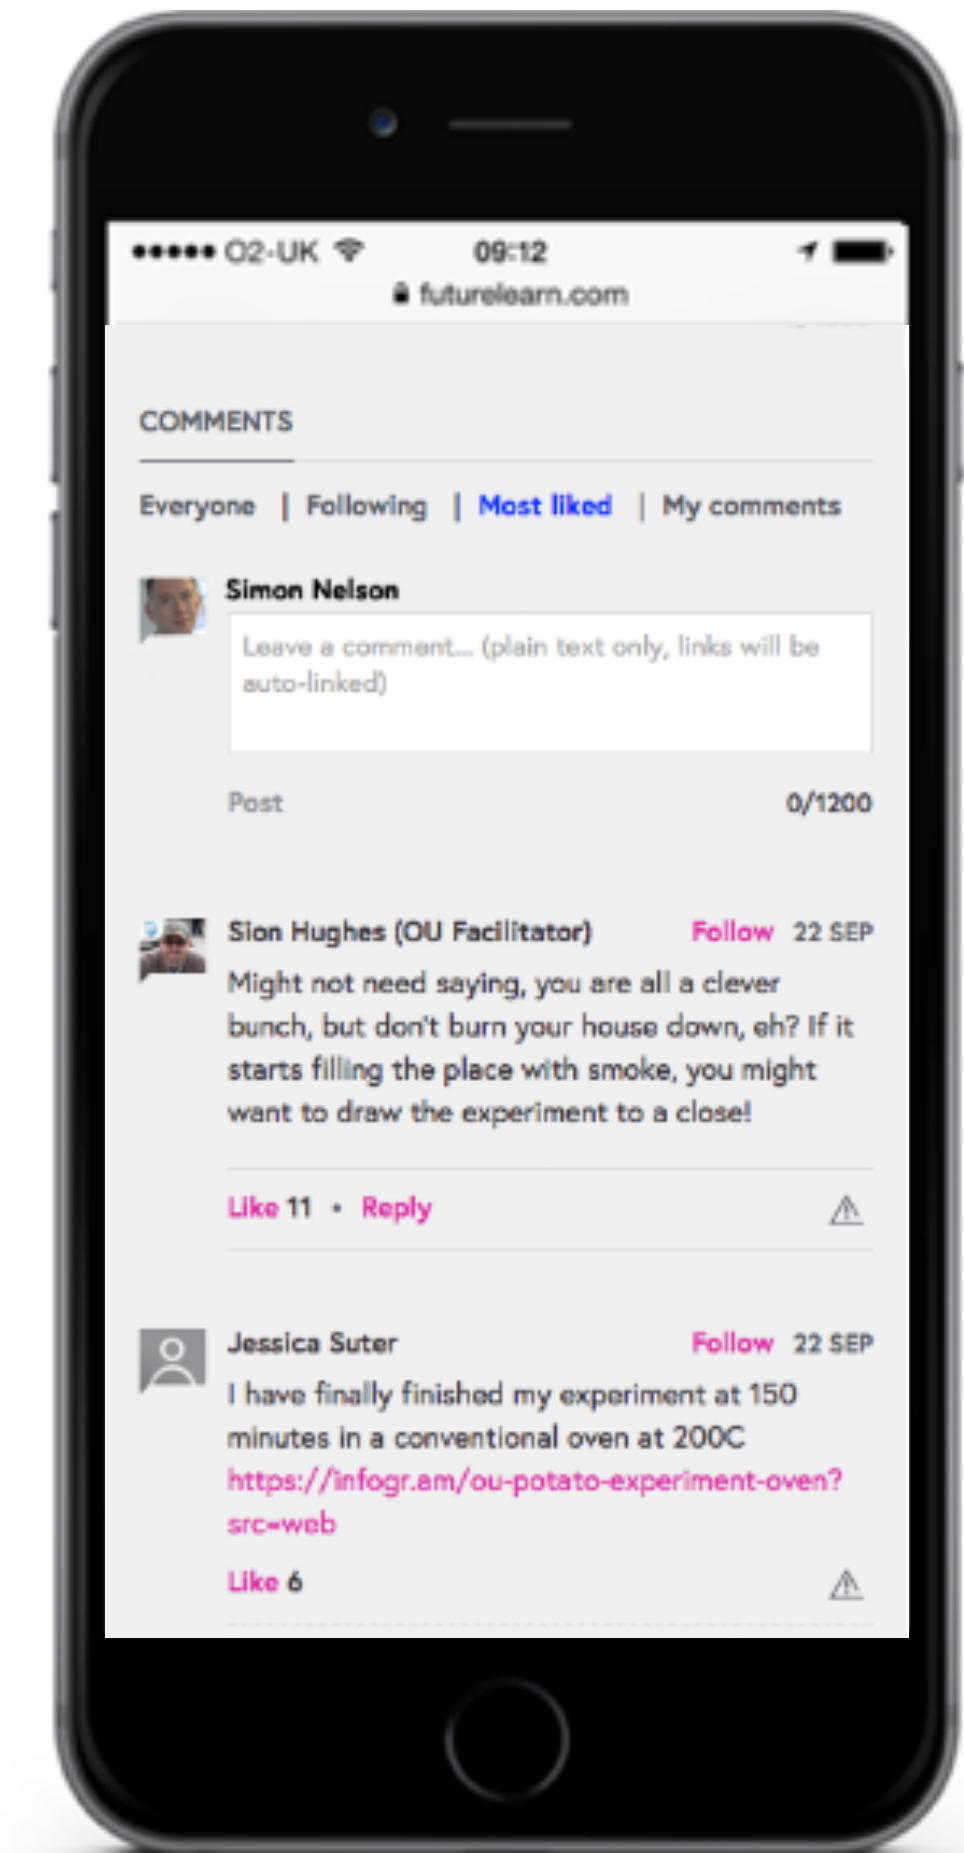 ●●●●● O2-UK 09:12
futurelearn.com
COMMENTS
Everyone | Following | Most liked | My comments
Simon Nelson
Leave a comment... (plain text only, links will be
auto-linked)
Post 0/1200
Sion Hughes (OU Facilitator) Follow 22 SEP
Might not need saying, you are all a clever
bunch, but don't burn your house down, eh? If it
starts filling the place with smoke, you might
want to draw the experiment to a close!
Like 11 • Reply
Jessica Suter Follow 22 SEP
I have finally finished my experiment at 150
minutes in a conventional oven at 200C
https://infogr.am/ou-potato-experiment-oven?
src=web
Like 6